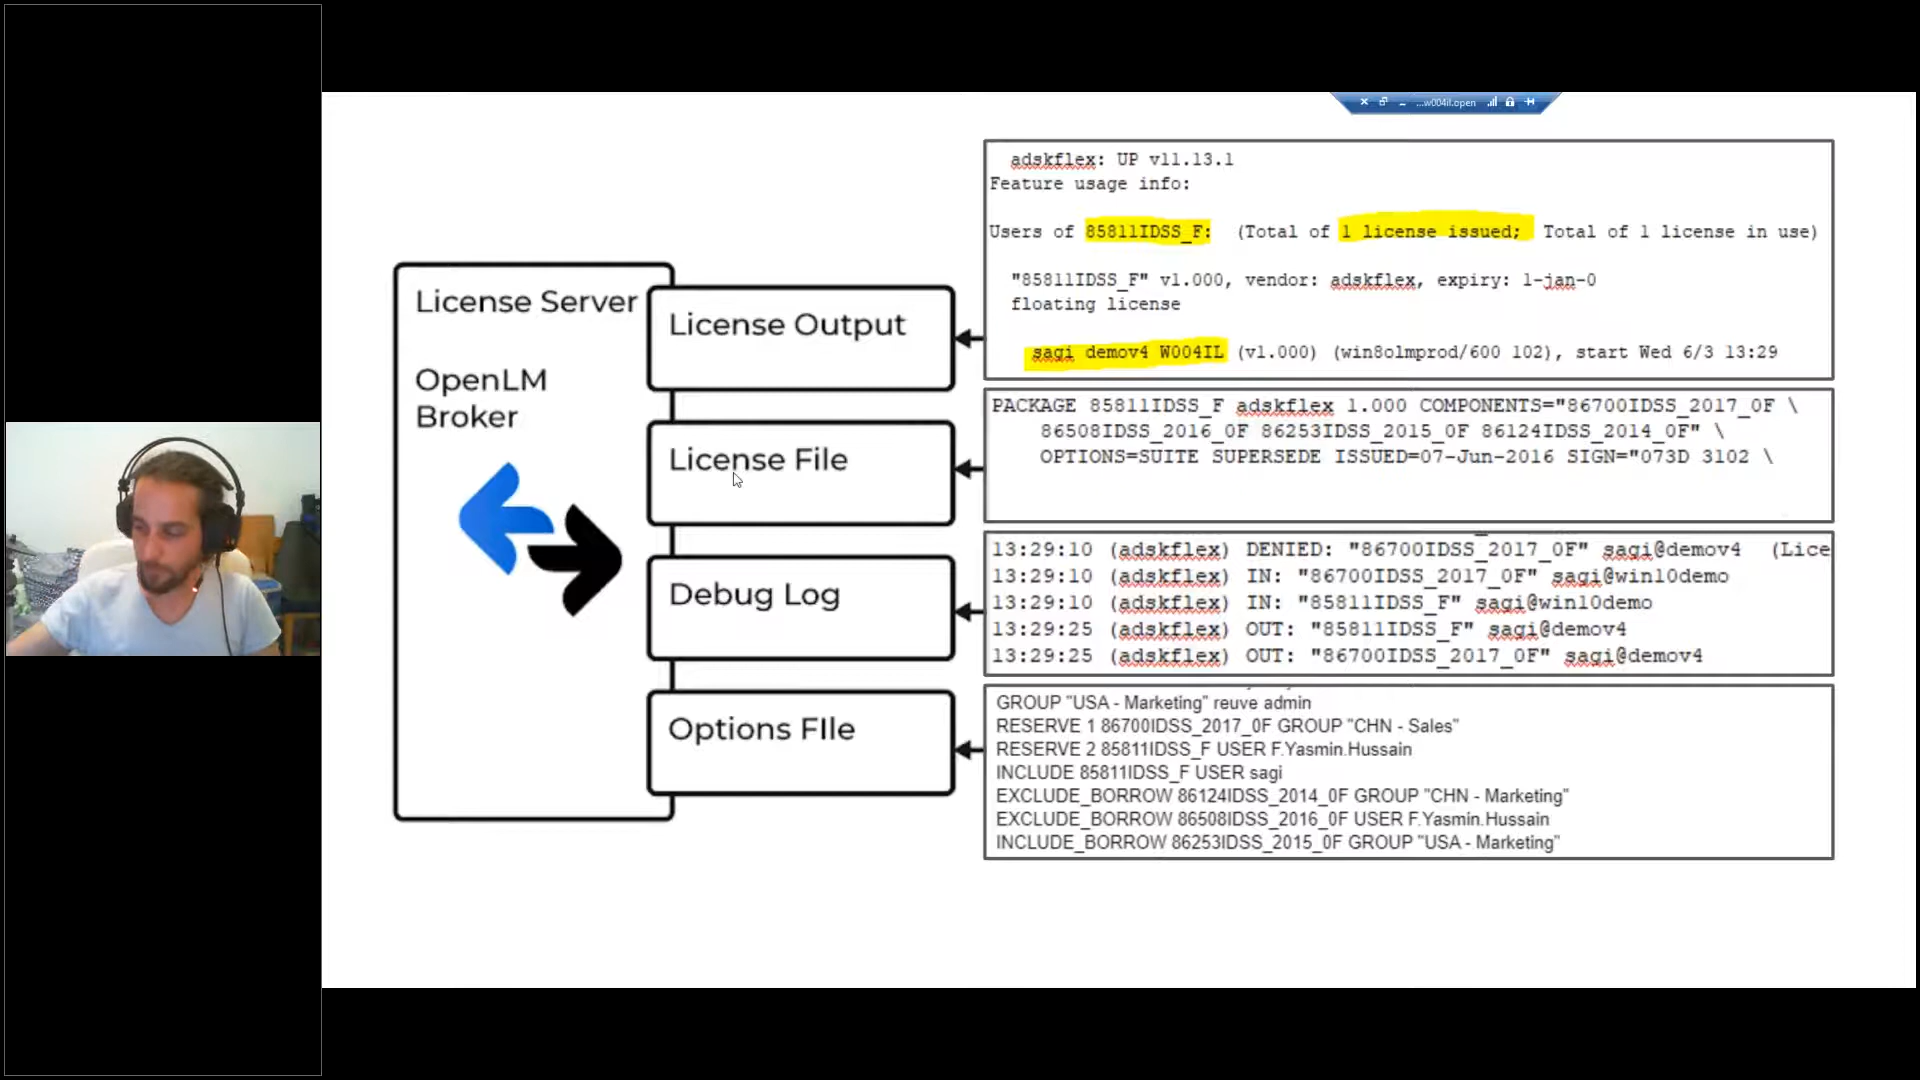 ...w004il.open
License Server
OpenLM
Broker
License Output
License File
Debug Log
Options FIle
adskflex: UP v11.13.1
Feature usage info:
Users of 85811IDSS_F: (Total of 1 license issued; Total of 1 license in use)
"85811IDSS_F" v1.000, vendor: adskflex, expiry: 1-jan-0
floating license
sagi demov4 W004IL (v1.000) (win8olmprod/600 102), start Wed 6/3 13:29
PACKAGE 85811IDSS_F adskflex 1.000 COMPONENTS="86700IDSS_2017_0F \
86508IDSS_2016_0F 86253IDSS_2015_0F 86124IDSS_2014_0F" \
OPTIONS=SUITE SUPERSEDE ISSUED=07-Jun-2016 SIGN="073D 3102 \
13:29:10 (adskflex) DENIED: "86700IDSS_2017_0F" sagi@demov4 (Lice
13:29:10 (adskflex) IN: "86700IDSS_2017_0F" sagi@win10demo
13:29:10 (adskflex) IN: "85811IDSS_F" sagi@win10demo
13:29:25 (adskflex) OUT: "85811IDSS_F" sagi@demov4
13:29:25 (adskflex) OUT: "86700IDSS_2017_0F" sagi@demov4
GROUP "USA - Marketing" reuve admin
RESERVE 1 86700IDSS_2017_0F GROUP "CHN - Sales"
RESERVE 2 85811IDSS_F USER F.Yasmin.Hussain
INCLUDE 85811IDSS_F USER sagi
EXCLUDE_BORROW 86124IDSS_2014_0F GROUP "CHN - Marketing"
EXCLUDE_BORROW 86508IDSS_2016_0F USER F.Yasmin.Hussain
INCLUDE_BORROW 86253IDSS_2015_0F GROUP "USA - Marketing"